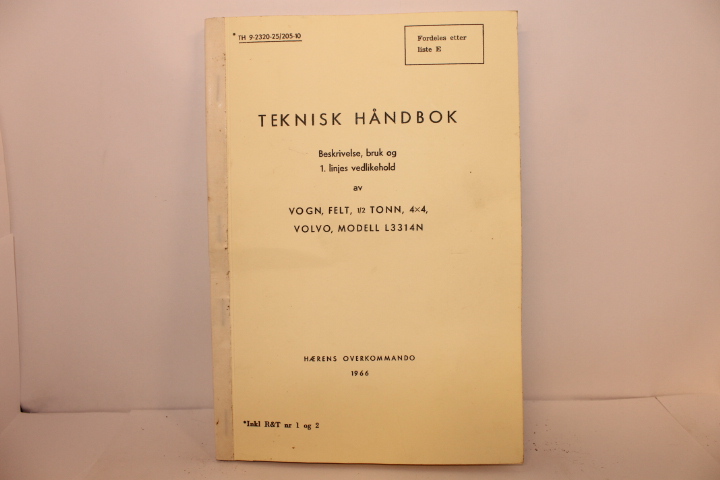 * TH 9-2320-25/205-10
Fordeles etter
liste E
TEKNISK HÅNDBOK
Beskrivelse, bruk og
1. linjes vedlikehold
av
VOGN, FELT, 1/2 TONN, 4×4,
VOLVO, MODELL L3314N
HÆRENS OVERKOMMANDO
1966
*Inkl R&T nr 1 og 2